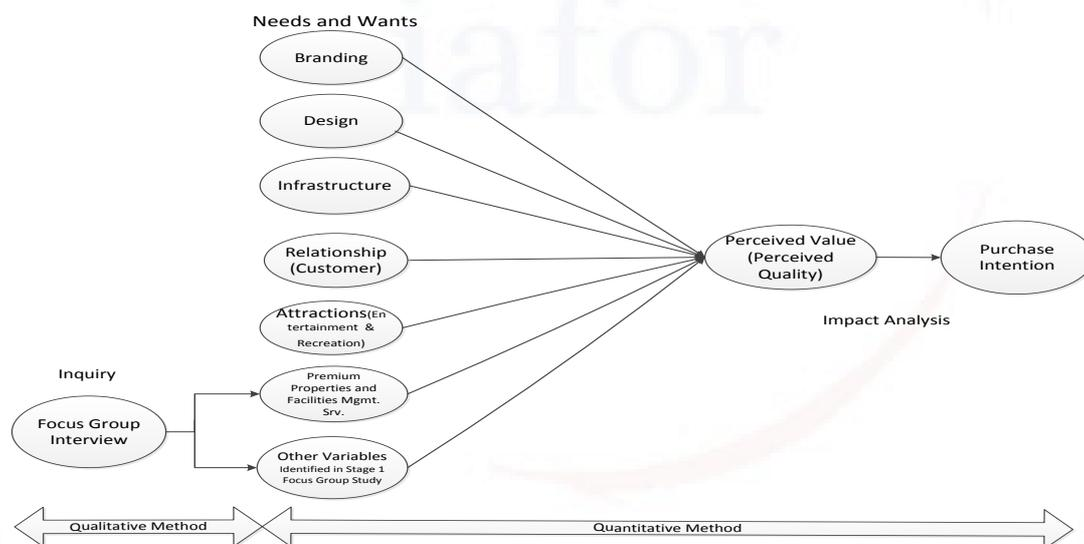 Needs and Wants
Branding
Design
Infrastructure
Relationship
(Customer)
Attractions(En
tertainment &
Recreation)
Premium
Properties and
Facilities Mgmt.
Srv.
Other Variables
Identified in Stage 1
Focus Group Study
Inquiry
Focus Group
Interview
Perceived Value
(Perceived
Quality)
Purchase
Intention
Impact Analysis
Qualitative Method
Quantitative Method
iafor